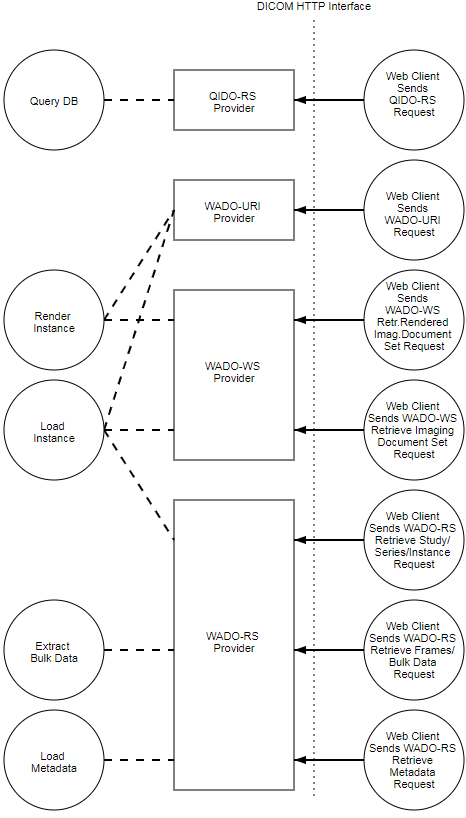 DICOM HTTP Interface
Query DB
QIDO-RS
Provider
Web Client
Sends
QIDO-RS
Request
WADO-URI
Provider
Web Client
Sends
WADO-URI
Request
Render
Instance
WADO-WS
Provider
Web Client
Sends
WADO-WS
Retr.Rendered
Imag.Document
Set Request
Load
Instance
Web Client
Sends WADO-WS
Retrieve Imaging
Document Set
Request
Web Client
Sends WADO-RS
Retrieve Study/
Series/Instance
Request
Extract
Bulk Data
WADO-RS
Provider
Web Client
Sends WADO-RS
Retrieve Frames/
Bulk Data
Request
Load
Metadata
Web Client
Sends WADO-RS
Retrieve
Metadata
Request